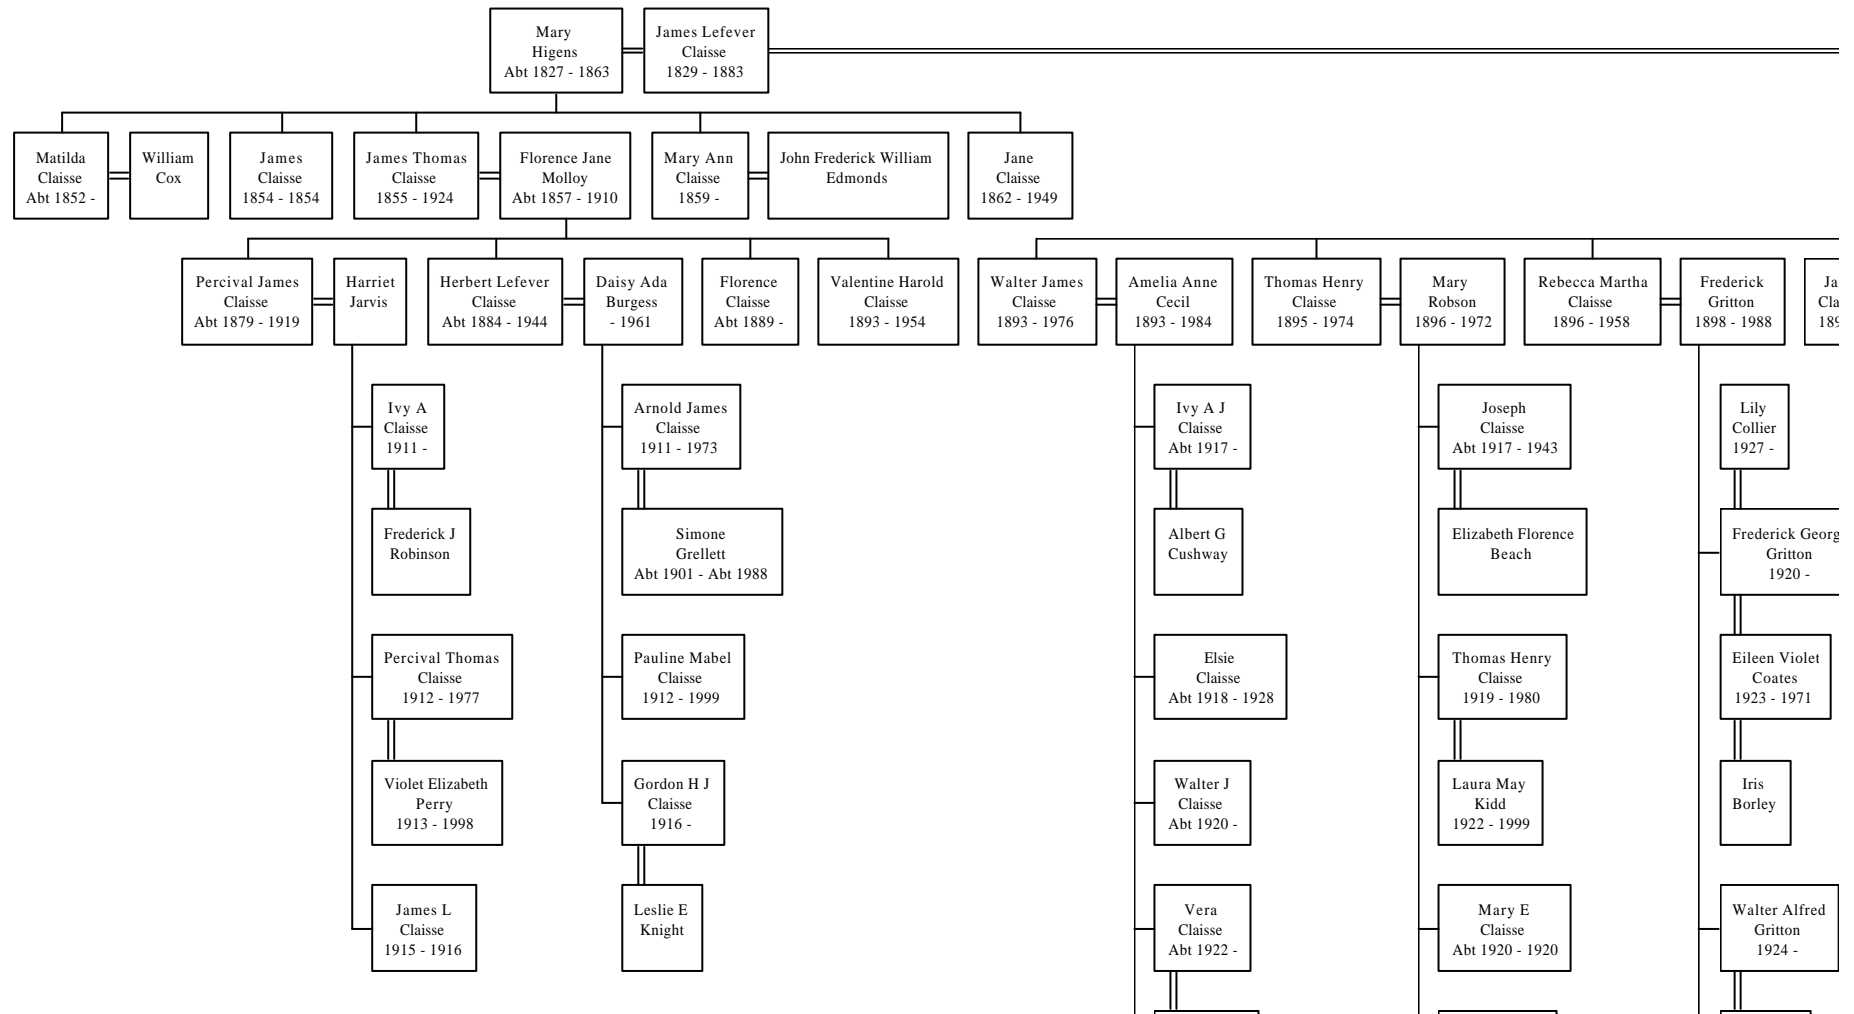 Mary
Higens
Abt 1827 - 1863
James Lefever
Claisse
1829 - 1883
Matilda
Claisse
Abt 1852 -
William
Cox
James
Claisse
1854 - 1854
James Thomas
Claisse
1855 - 1924
Florence Jane
Molloy
Abt 1857 - 1910
Mary Ann
Claisse
1859 -
John Frederick William
Edmonds
Jane
Claisse
1862 - 1949
Percival James
Claisse
Abt 1879 - 1919
Harriet
Jarvis
Herbert Lefever
Claisse
Abt 1884 - 1944
Daisy Ada
Burgess
- 1961
Florence
Claisse
Abt 1889 -
Valentine Harold
Claisse
1893 - 1954
Walter James
Claisse
1893 - 1976
Amelia Anne
Cecil
1893 - 1984
Thomas Henry
Claisse
1895 - 1974
Mary
Robson
1896 - 1972
Rebecca Martha
Claisse
1896 - 1958
Frederick
Gritton
1898 - 1988
Ja
Cla
189
Ivy A
Claisse
1911 -
Frederick J
Robinson
Percival Thomas
Claisse
1912 - 1977
Violet Elizabeth
Perry
1913 - 1998
James L
Claisse
1915 - 1916
Arnold James
Claisse
1911 - 1973
Simone
Grellett
Abt 1901 - Abt 1988
Pauline Mabel
Claisse
1912 - 1999
Gordon H J
Claisse
1916 -
Leslie E
Knight
Ivy A J
Claisse
Abt 1917 -
Albert G
Cushway
Elsie
Claisse
Abt 1918 - 1928
Walter J
Claisse
Abt 1920 -
Vera
Claisse
Abt 1922 -
Joseph
Claisse
Abt 1917 - 1943
Elizabeth Florence
Beach
Thomas Henry
Claisse
1919 - 1980
Laura May
Kidd
1922 - 1999
Mary E
Claisse
Abt 1920 - 1920
Lily
Collier
1927 -
Frederick Georg
Gritton
1920 -
Eileen Violet
Coates
1923 - 1971
Iris
Borley
Walter Alfred
Gritton
1924 -